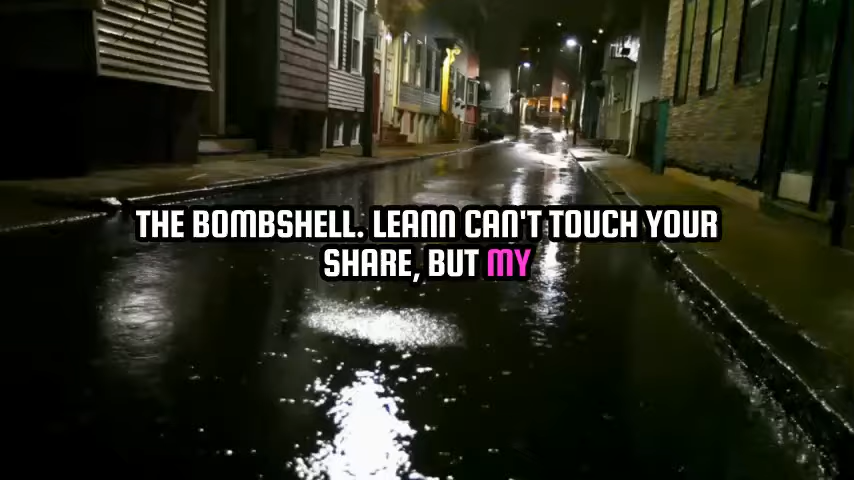 THE BOMBSHELL. LEANN CAN'T TOUCH YOUR
SHARE, BUT MY